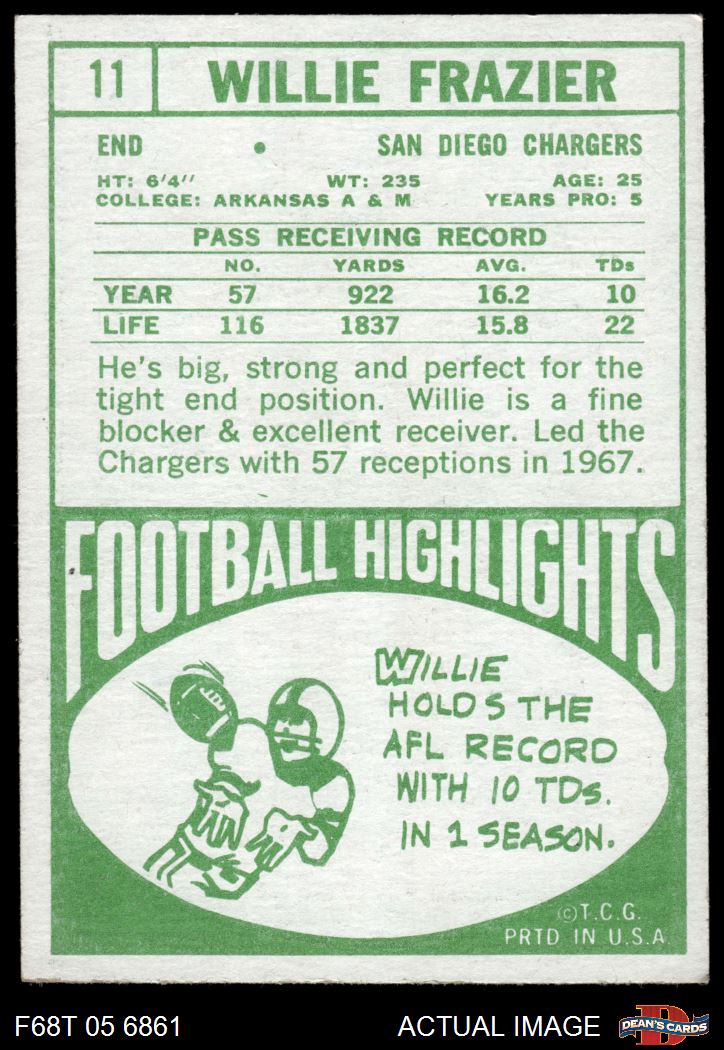 11 WILLIE FRAZIER
END • SAN DIEGO CHARGERS
HT: 6'4" WT: 235 AGE: 25
COLLEGE: ARKANSAS A & M YEARS PRO: 5
PASS RECEIVING RECORD
NO. YARDS AVG. TDs
YEAR 57 922 16.2 10
LIFE 116 1837 15.8 22
He's big, strong and perfect for the
tight end position. Willie is a fine
blocker & excellent receiver. Led the
Chargers with 57 receptions in 1967.
FOOTBALL HIGHLIGHTS
WILLIE
HOLDS THE
AFL RECORD
WITH 10 TDs.
IN 1 SEASON.
©T.C.G.
PRTD IN U.S.A
F68T 05 6861 ACTUAL IMAGE DEAN'S CARDS